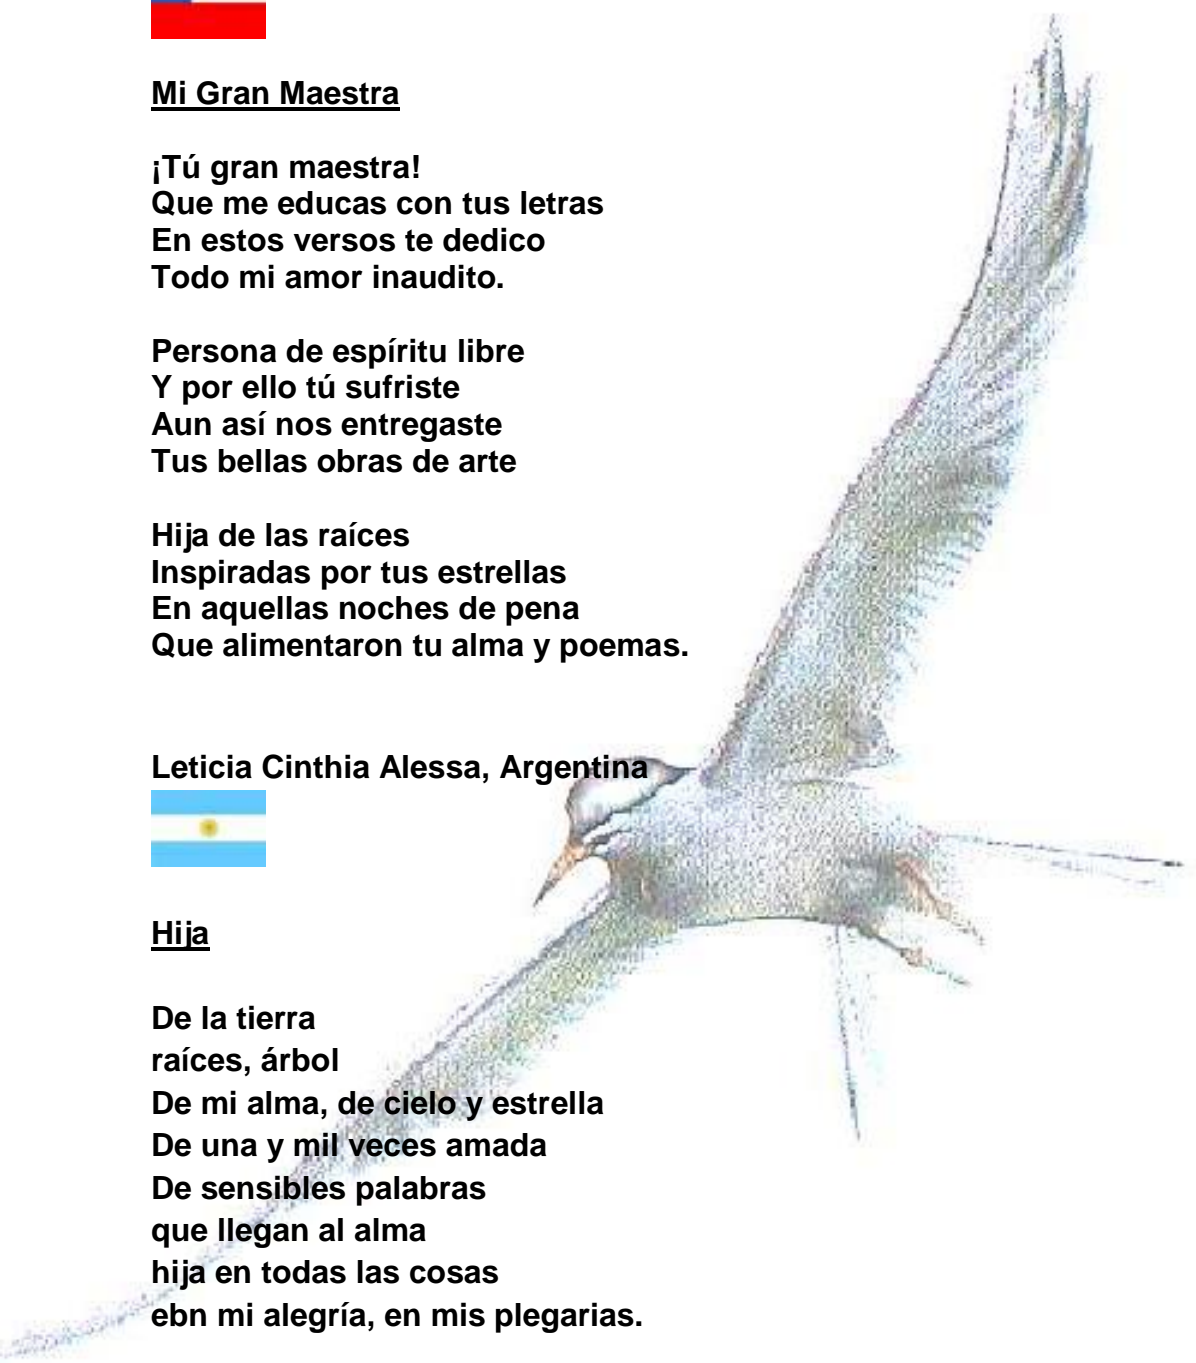 Mi Gran Maestra
¡Tú gran maestra!
Que me educas con tus letras
En estos versos te dedico
Todo mi amor inaudito.
Persona de espíritu libre
Y por ello tú sufriste
Aun así nos entregaste
Tus bellas obras de arte
Hija de las raíces
Inspiradas por tus estrellas
En aquellas noches de pena
Que alimentaron tu alma y poemas.
Leticia Cinthia Alessa, Argentina
Hija
De la tierra
raíces, árbol
De mi alma, de cielo y estrella
De una y mil veces amada
De sensibles palabras
que llegan al alma
hija en todas las cosas
ebn mi alegría, en mis plegarias.